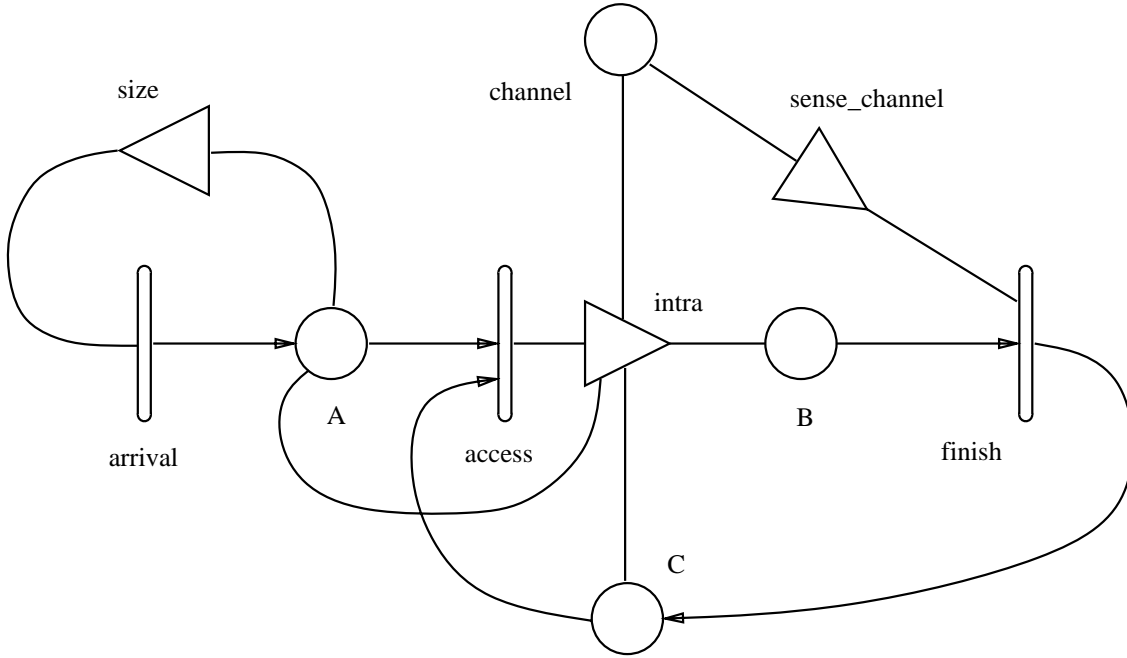 size
channel
sense_channel
intra
A
B
arrival
access
finish
C